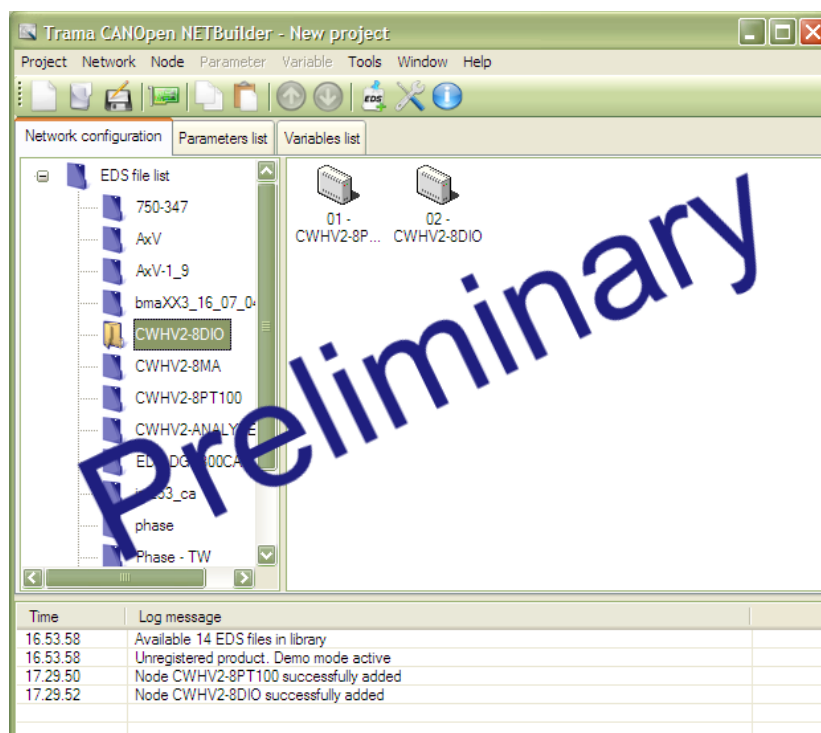 Trama CANOpen NETBuilder - New project
Project Network Node Parameter Variable Tools Window Help
EDS
Network configuration Parameters list Variables list
EDS file list
750-347
AxV
AxV-1_9
bmaXX3_16_07_0
CWHV2-8DIO
CWHV2-8MA
CWHV2-8PT100
CWHV2-ANALY
phase
Phase - TW
01 -
CWHV2-8P...
02 -
CWHV2-8DIO
Preliminary
Time Log message
16.53.58 Available 14 EDS files in library
16.53.58 Unregistered product. Demo mode active
17.29.50 Node CWHV2-8PT100 successfully added
17.29.52 Node CWHV2-8DIO successfully added